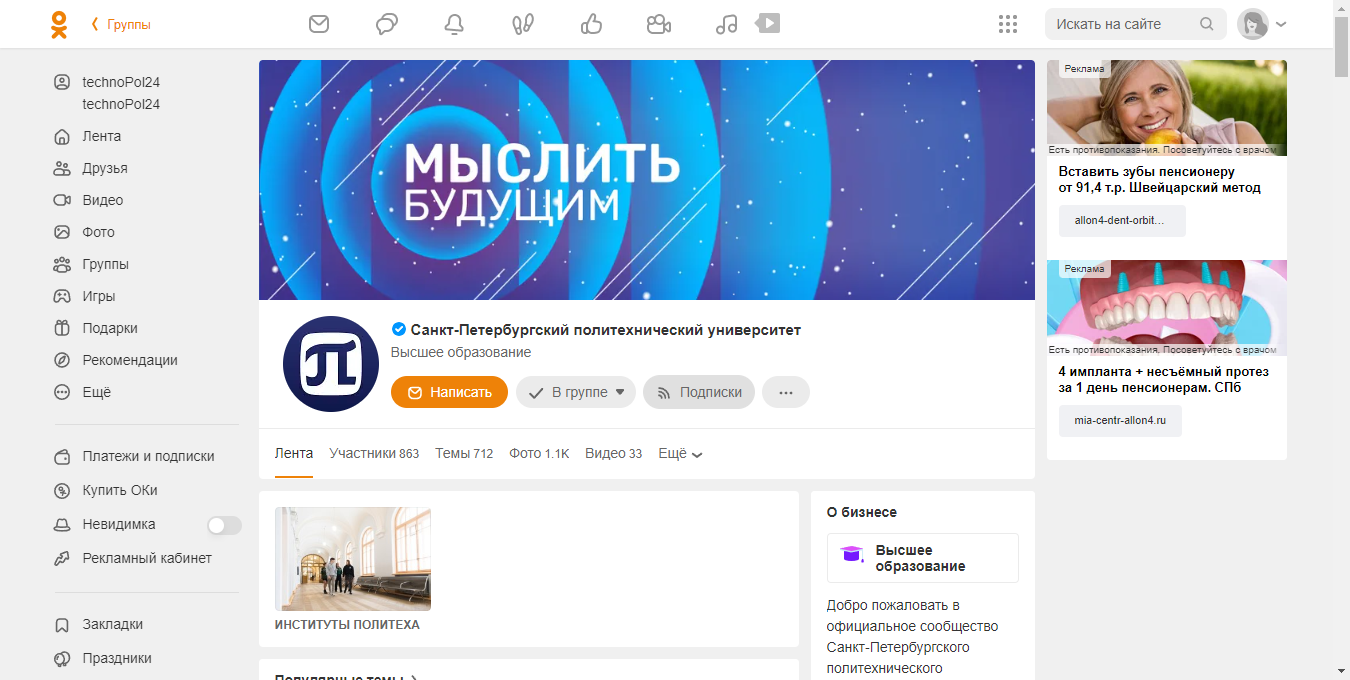 Группы
Искать на сайте
technoPol24
technoPol24
Лента
Друзья
Видео
Фото
Группы
Игры
Подарки
Рекомендации
Ещё
Платежи и подписки
Купить ОКи
Невидимка
Рекламный кабинет
Закладки
Праздники
МЫСЛИТЬ
БУДУЩИМ
Санкт-Петербургский политехнический университет
Высшее образование
Написать
В группе
Подписки
Лента Участники 863 Темы 712 Фото 1.1K Видео 33 Ещё
ИНСТИТУТЫ ПОЛИТЕХА
Популярные темы
О бизнесе
Высшее
образование
Добро пожаловать в
официальное сообщество
Санкт-Петербургского
политехнического
Реклама
Есть противопоказания. Посоветуйтесь с врачом
Вставить зубы пенсионеру
от 91,4 т.р. Швейцарский метод
allon4-dent-orbit...
Реклама
Есть противопоказания. Посоветуйтесь с врачом
4 импланта + несъёмный протез
за 1 день пенсионерам. СПб
mia-centr-allon4.ru